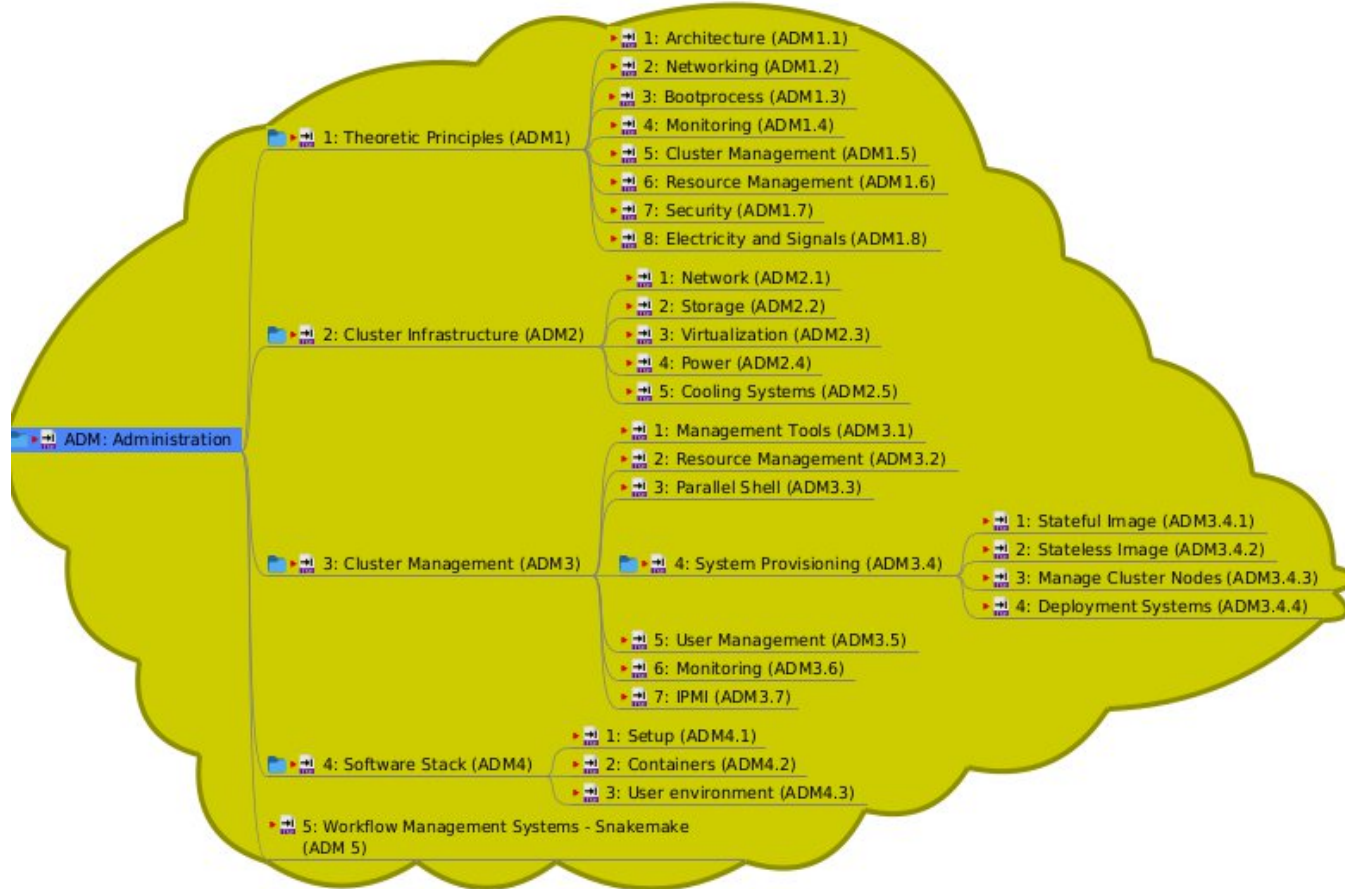 ADM: Administration
1: Theoretic Principles (ADM1)
1: Architecture (ADM1.1)
2: Networking (ADM1.2)
3: Bootprocess (ADM1.3)
4: Monitoring (ADM1.4)
5: Cluster Management (ADM1.5)
6: Resource Management (ADM1.6)
7: Security (ADM1.7)
8: Electricity and Signals (ADM1.8)
2: Cluster Infrastructure (ADM2)
1: Network (ADM2.1)
2: Storage (ADM2.2)
3: Virtualization (ADM2.3)
4: Power (ADM2.4)
5: Cooling Systems (ADM2.5)
3: Cluster Management (ADM3)
1: Management Tools (ADM3.1)
2: Resource Management (ADM3.2)
3: Parallel Shell (ADM3.3)
4: System Provisioning (ADM3.4)
1: Stateful Image (ADM3.4.1)
2: Stateless Image (ADM3.4.2)
3: Manage Cluster Nodes (ADM3.4.3)
4: Deployment Systems (ADM3.4.4)
5: User Management (ADM3.5)
6: Monitoring (ADM3.6)
7: IPMI (ADM3.7)
4: Software Stack (ADM4)
1: Setup (ADM4.1)
2: Containers (ADM4.2)
3: User environment (ADM4.3)
5: Workflow Management Systems - Snakemake
(ADM 5)